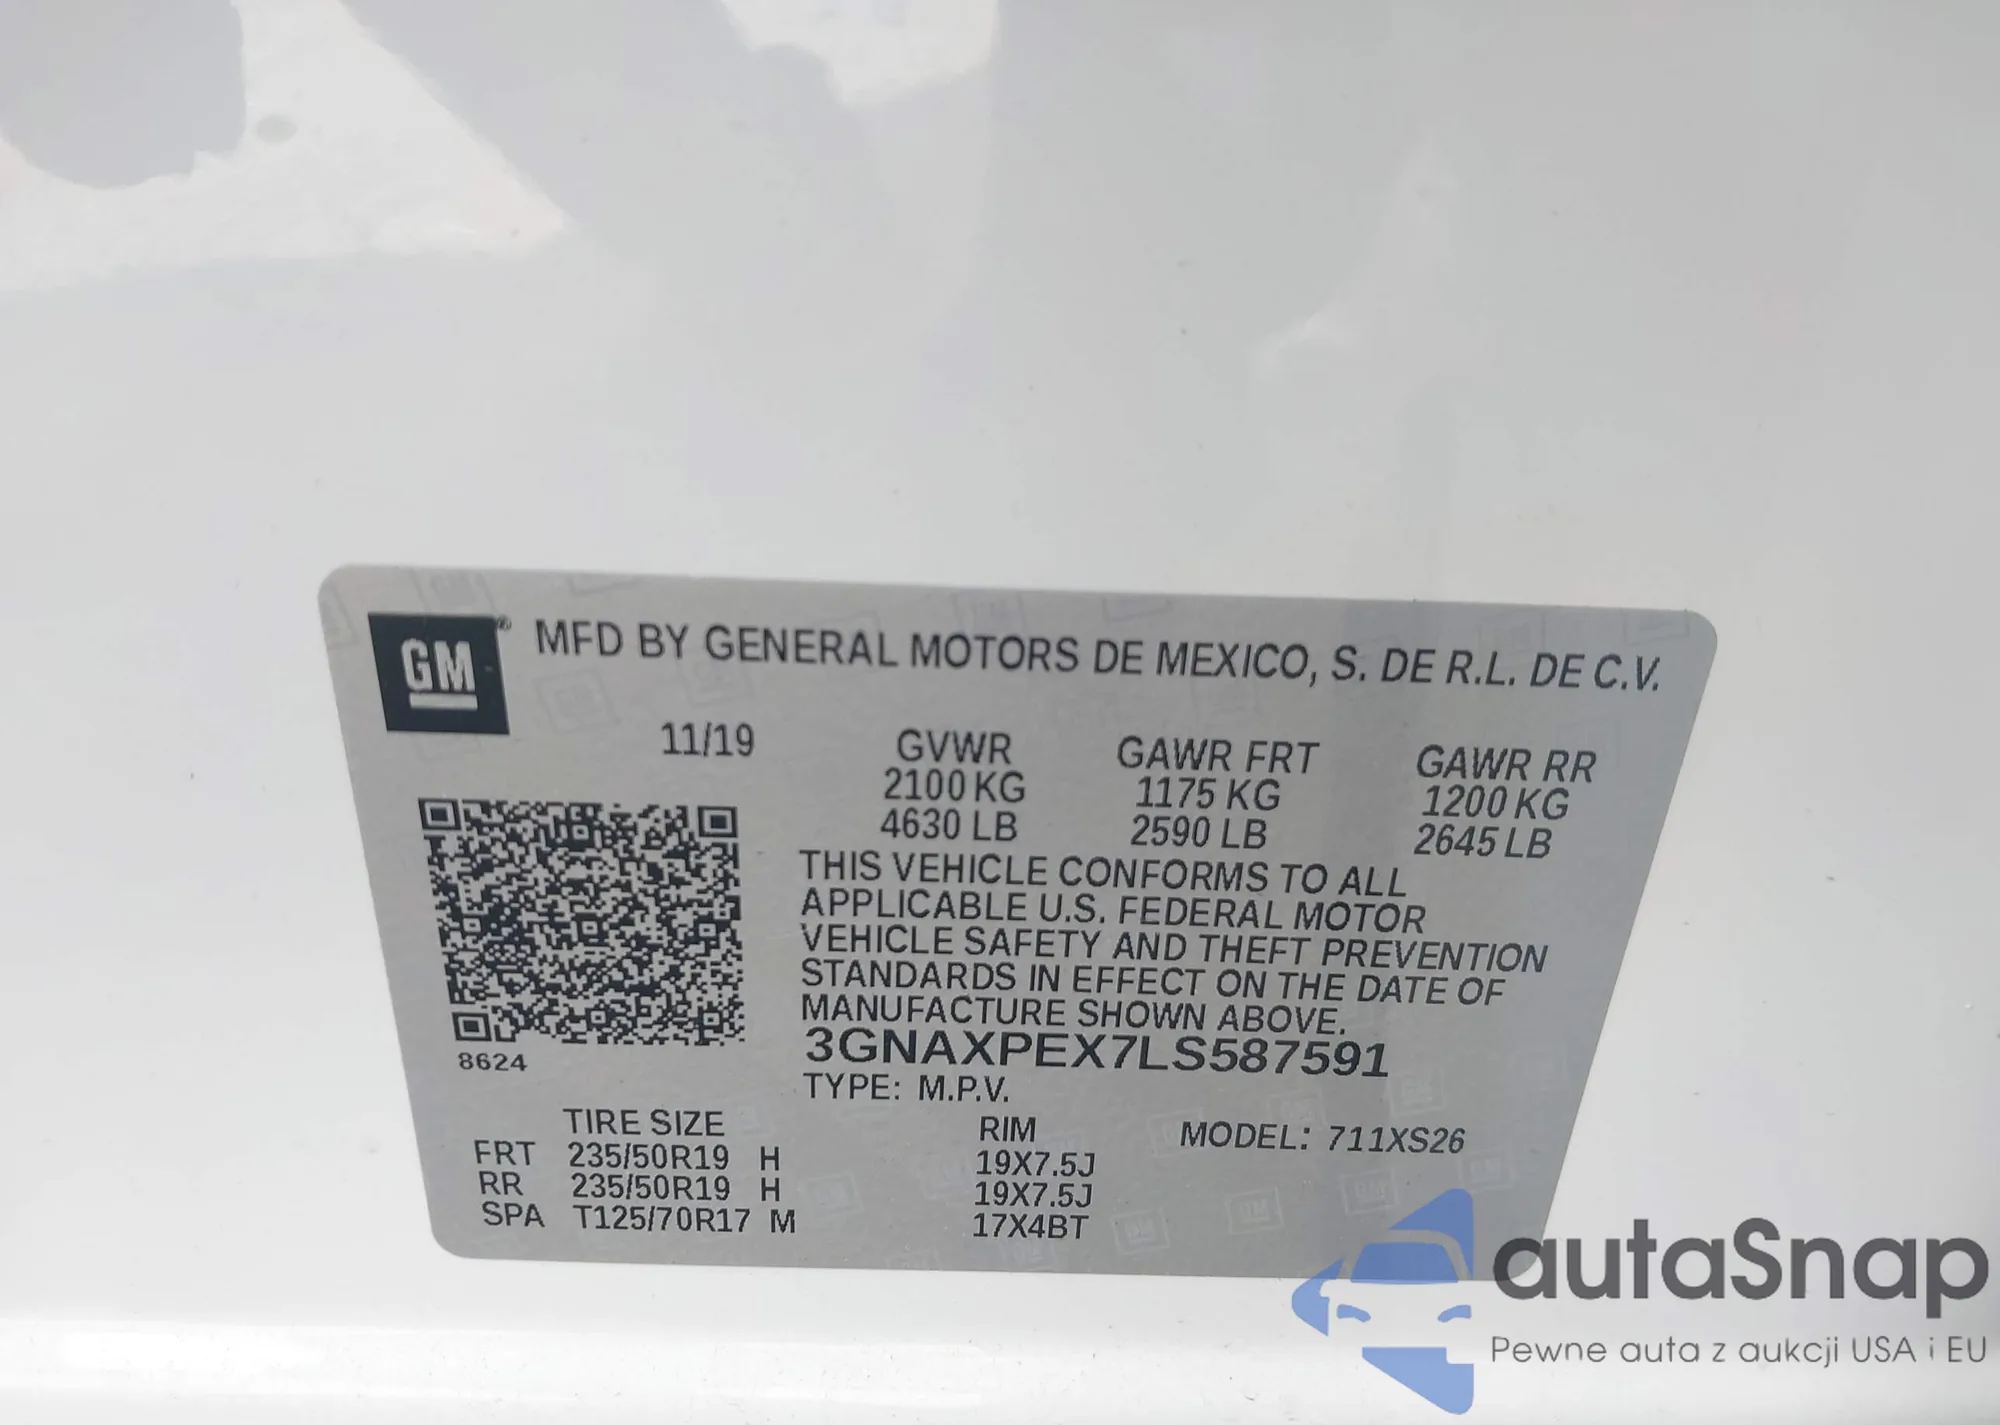 GM® MFD BY GENERAL MOTORS DE MEXICO, S. DE R.L. DE C.V.
11/19 GVWR GAWR FRT GAWR RR
2100 KG 1175 KG 1200 KG
4630 LB 2590 LB 2645 LB
THIS VEHICLE CONFORMS TO ALL
APPLICABLE U.S. FEDERAL MOTOR
VEHICLE SAFETY AND THEFT PREVENTION
STANDARDS IN EFFECT ON THE DATE OF
MANUFACTURE SHOWN ABOVE.
3GNAXPEX7LS587591
8624
TYPE: M.P.V.
TIRE SIZE RIM MODEL: 711XS26
FRT 235/50R19 H 19X7.5J
RR 235/50R19 H 19X7.5J
SPA T125/70R17 M 17X4BT
autaSnap
Pewne auta z aukcji USA i EU